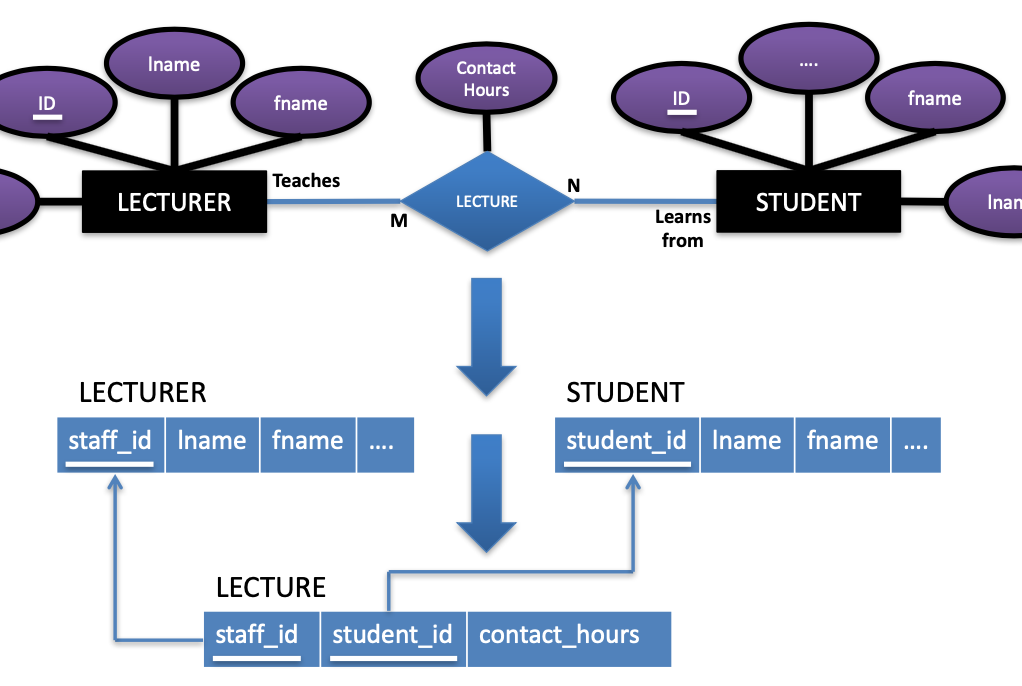 lname
ID
fname
Contact
Hours
....
ID
fname
LECTURER
Teaches
M
LECTURE
N
Learns
from
STUDENT
LECTURER
staff_id lname fname ....
STUDENT
student_id lname fname ....
LECTURE
staff_id student_id contact_hours